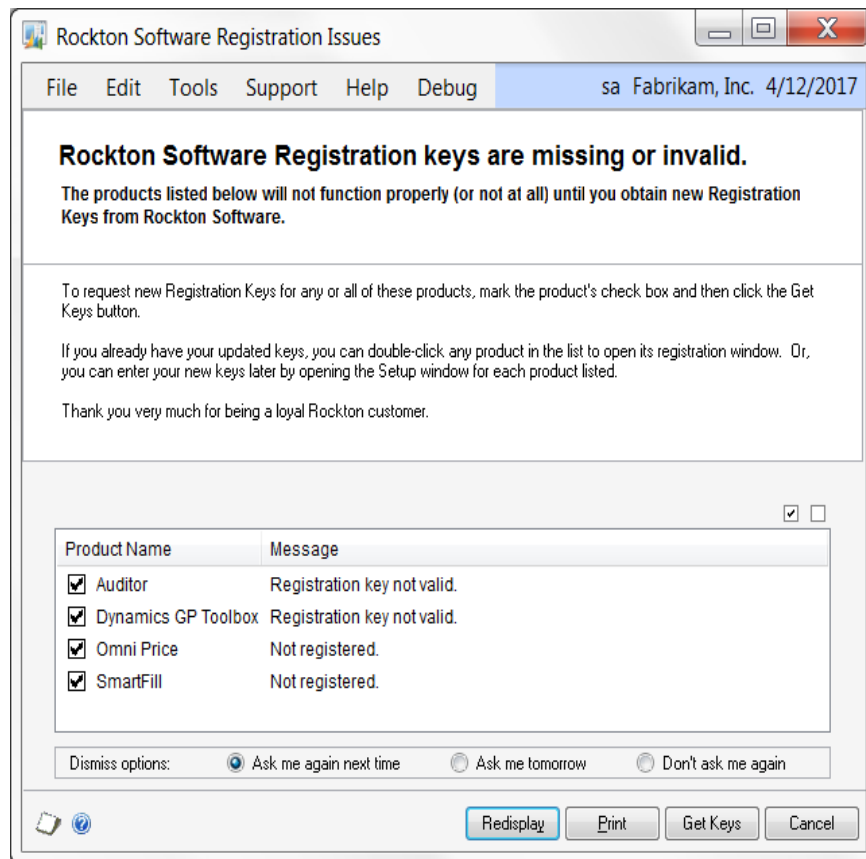 Rockton Software Registration Issues
File Edit Tools Support Help Debug sa Fabrikam, Inc. 4/12/2017
Rockton Software Registration keys are missing or invalid.
The products listed below will not function properly (or not at all) until you obtain new Registration
Keys from Rockton Software.
To request new Registration Keys for any or all of these products, mark the product's check box and then click the Get
Keys button.
If you already have your updated keys, you can double-click any product in the list to open its registration window. Or,
you can enter your new keys later by opening the Setup window for each product listed.
Thank you very much for being a loyal Rockton customer.
Product Name Message
Auditor Registration key not valid.
Dynamics GP Toolbox Registration key not valid.
Omni Price Not registered.
SmartFill Not registered.
Dismiss options: Ask me again next time Ask me tomorrow Don't ask me again
Redisplay Print Get Keys Cancel